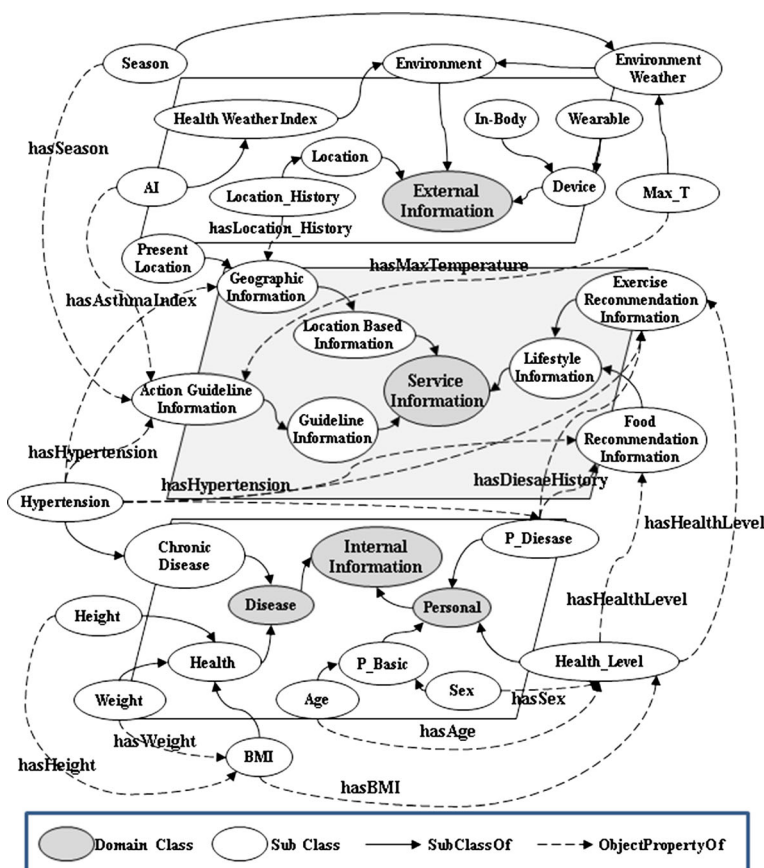 Season
Environment
Environment
Weather
Health Weather Index
In-Body
Wearable
hasSeason
Location
AI
Location_History
External
Information
Device
Max_T
hasLocation_History
Present
Location
hasMaxTemperature
Geographic
Information
Exercise
Recommendation
Information
hasAsthmaIndex
Location Based
Information
Lifestyle
Information
Service
Information
Action Guideline
Information
Guideline
Information
Food
Recommendation
Information
hasHypertension
hasHypertension
hasDiesaeHistory
Hypertension
hasHealthLevel
Chronic
Disease
Internal
Information
P_Diesase
Disease
Personal
hasHealthLevel
Height
Health
P_Basic
Health_Level
Weight
Age
Sex
hasSex
hasAge
hasWeight
BMI
hasHeight
hasBMI
Domain Class
Sub Class
SubClassOf
ObjectPropertyOf